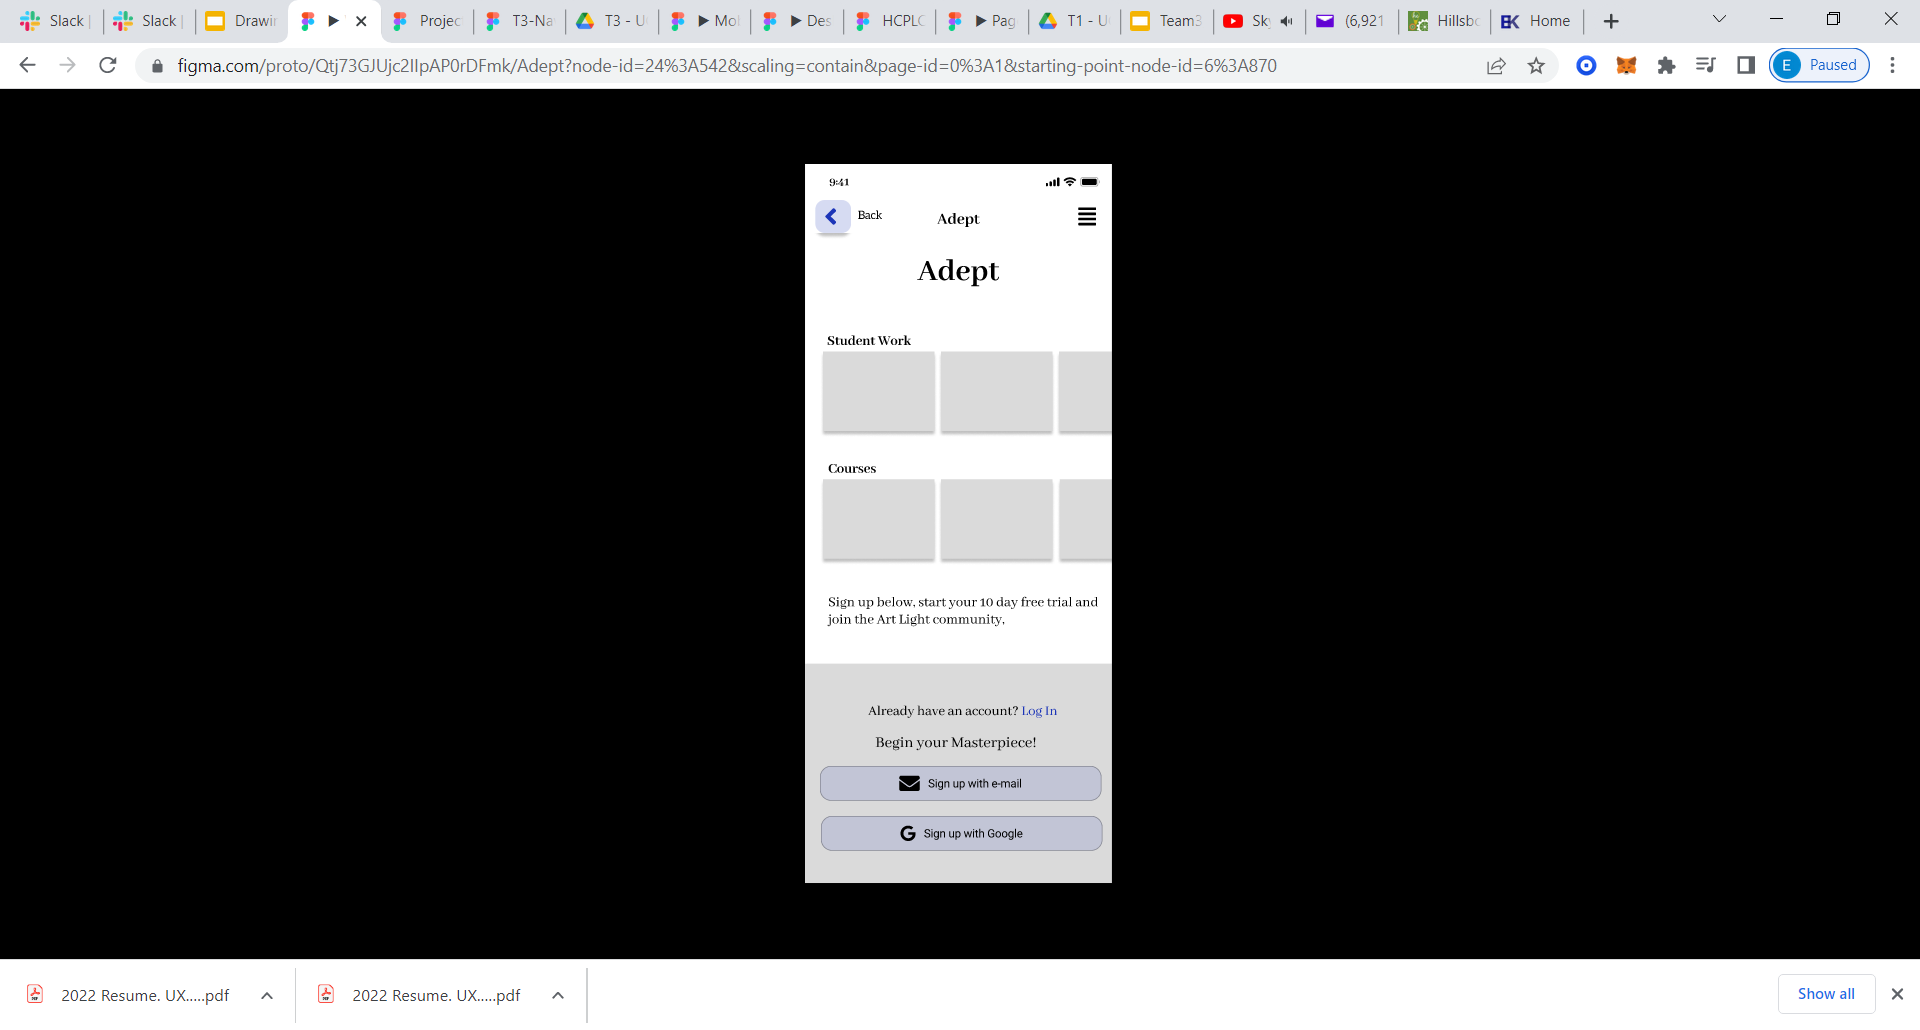 Slack Slack Drawi Projec T3-Na T3 - U Mo Des HCPLC Pag T1 - U Team3 Sk (6,921 Hillsb EK Home
figma.com/proto/Qtj73GJUjc2IIpAP0rDFmk/Adept?node-id=24%3A542&scaling=contain&page-id=0%3A1&starting-point-node-id=6%3A870 E Paused
9:41
Back Adept
Adept
Student Work
Courses
Sign up below, start your 10 day free trial and
join the Art Light community,
Already have an account? Log In
Begin your Masterpiece!
Sign up with e-mail
G Sign up with Google
2022 Resume. UX.....pdf 2022 Resume. UX.....pdf Show all